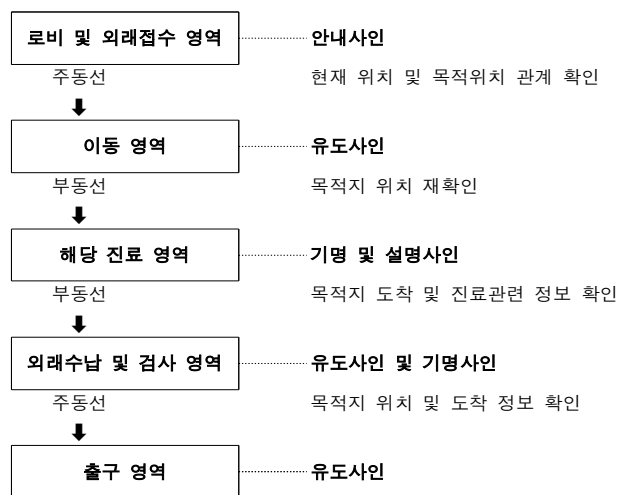 로비 및 외래접수 영역 안내사인
주동선 현재 위치 및 목적위치 관계 확인
이동 영역 유도사인
부동선 목적지 위치 재확인
해당 진료 영역 기명 및 설명사인
부동선 목적지 도착 및 진료관련 정보 확인
외래수납 및 검사 영역 유도사인 및 기명사인
주동선 목적지 위치 및 도착 정보 확인
출구 영역 유도사인